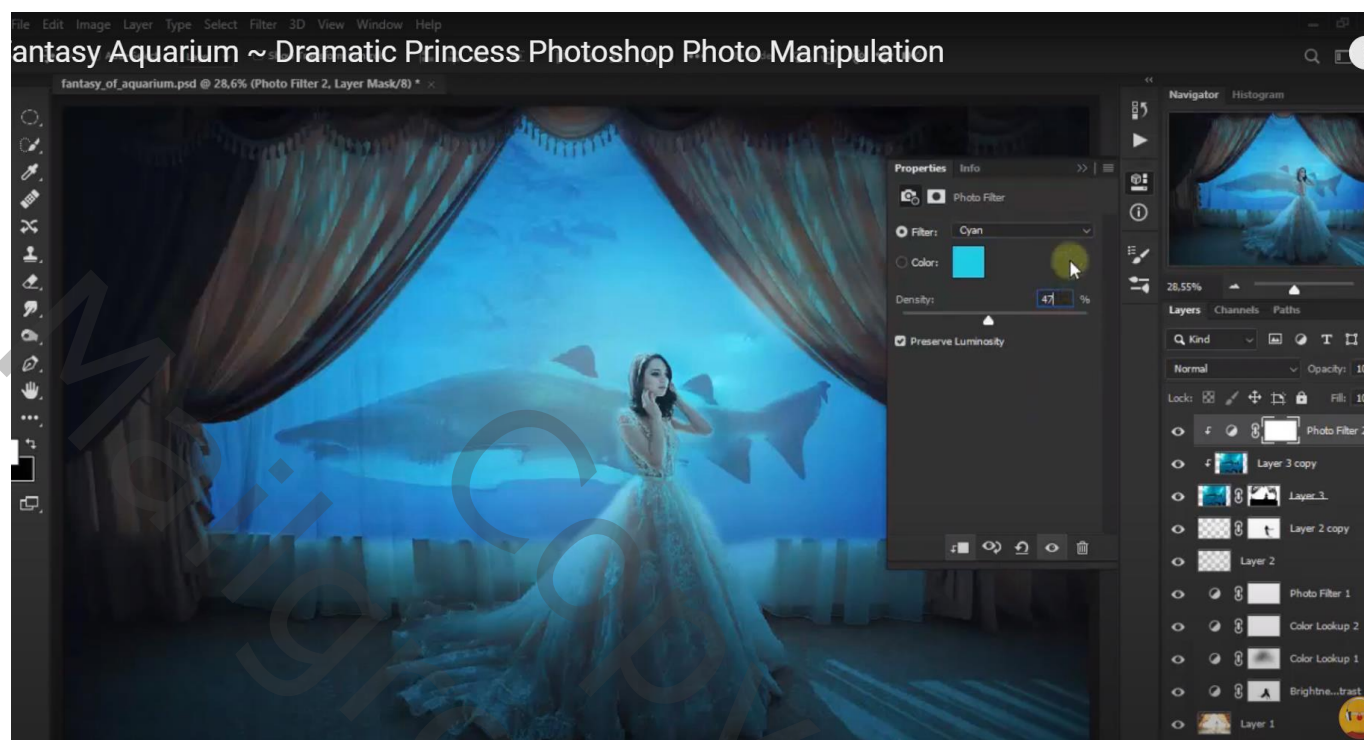 File Edit Image Layer Type Select Filter 3D View Window Help
antasy Aquarium ~ Dramatic Princess Photoshop Photo Manipulation
fantasy_of_aquarium.psd @ 28,6% (Photo Filter 2, Layer Mask/8) * ×
Navigator Histogram
Properties Info
Photo Filter
Filter: Cyan
Color:
Density: 47 %
Preserve Luminosity
28,55%
Layers Channels Paths
Kind
Normal Opacity: 10
Lock: Fill: 10
Photo Filter 2
Layer 3 copy
Layer 3
Layer 2 copy
Layer 2
Photo Filter 1
Color Lookup 2
Color Lookup 1
Brightne...trast
Layer 1